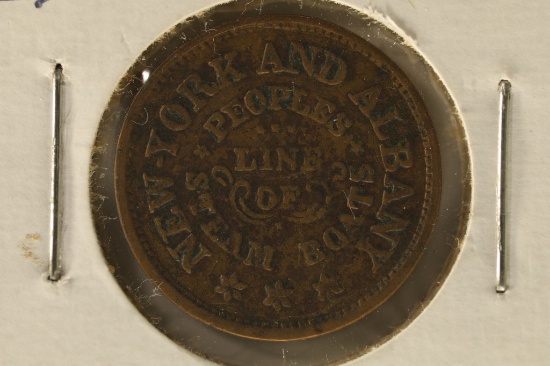 NEW-YORK AND ALBANY
PEOPLES
LINE
OF
STEAM BOATS